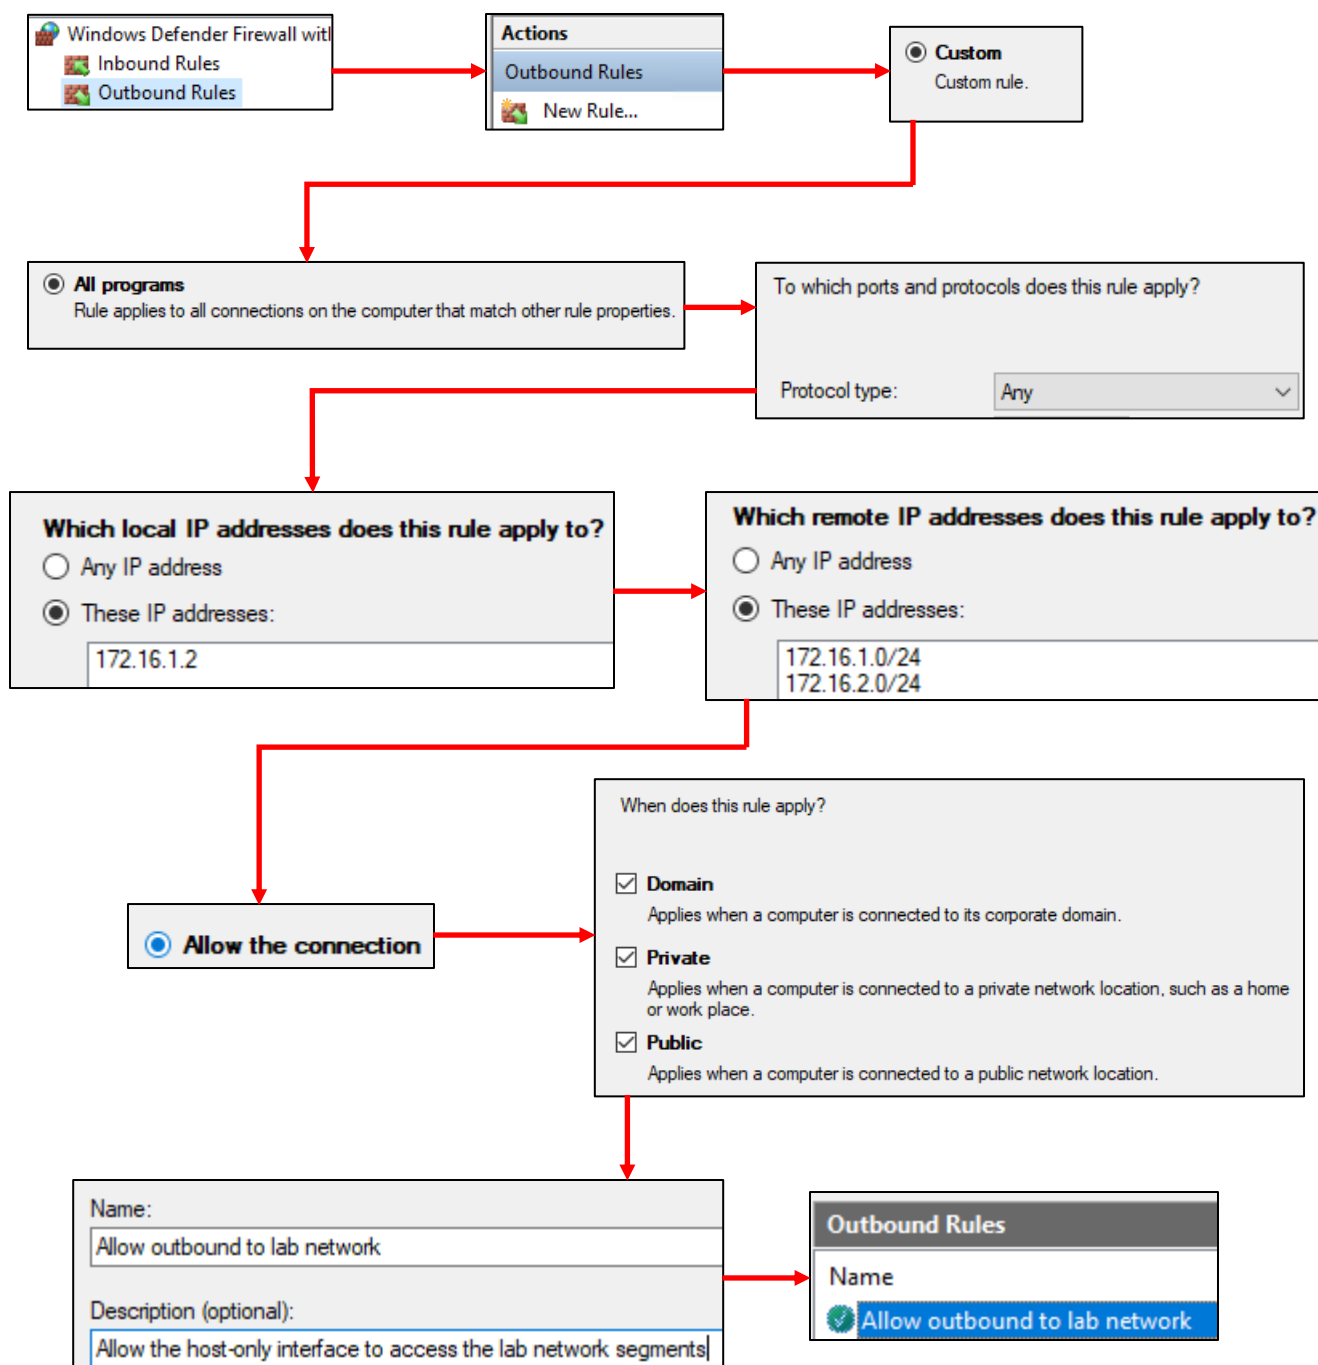 Windows Defender Firewall with
Inbound Rules
Outbound Rules
Actions
Outbound Rules
New Rule...
Custom
Custom rule.
All programs
Rule applies to all connections on the computer that match other rule properties.
To which ports and protocols does this rule apply?
Protocol type:
Any
Which local IP addresses does this rule apply to?
Any IP address
These IP addresses:
172.16.1.2
Which remote IP addresses does this rule apply to?
Any IP address
These IP addresses:
172.16.1.0/24
172.16.2.0/24
Allow the connection
When does this rule apply?
Domain
Applies when a computer is connected to its corporate domain.
Private
Applies when a computer is connected to a private network location, such as a home
or work place.
Public
Applies when a computer is connected to a public network location.
Name:
Allow outbound to lab network
Description (optional):
Allow the host-only interface to access the lab network segments
Outbound Rules
Name
Allow outbound to lab network